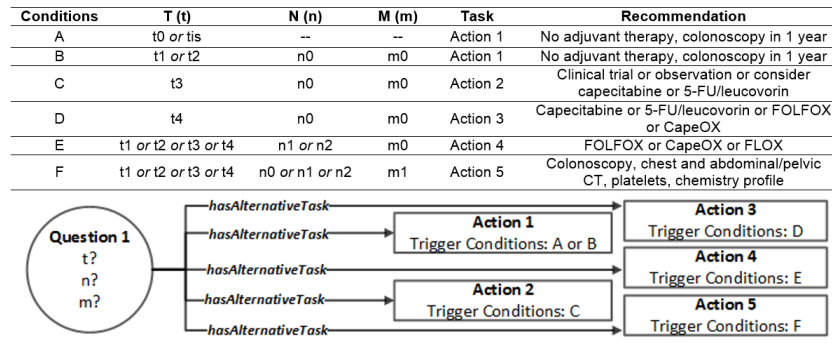 Conditions T (t) N (n) M (m) Task Recommendation
A t0 or tis -- -- Action 1 No adjuvant therapy, colonoscopy in 1 year
B t1 or t2 n0 m0 Action 1 No adjuvant therapy, colonoscopy in 1 year
C t3 n0 m0 Action 2 Clinical trial or observation or consider
capecitabine or 5-FU/leucovorin
D t4 n0 m0 Action 3 Capecitabine or 5-FU/leucovorin or FOLFOX
or CapeOX
E t1 or t2 or t3 or t4 n1 or n2 m0 Action 4 FOLFOX or CapeOX or FLOX
F t1 or t2 or t3 or t4 n0 or n1 or n2 m1 Action 5 Colonoscopy, chest and abdominal/pelvic
CT, platelets, chemistry profile
Question 1
t?
n?
m?
hasAlternativeTask
hasAlternativeTask
hasAlternativeTask
hasAlternativeTask
hasAlternativeTask
Action 1
Trigger Conditions: A or B
Action 2
Trigger Conditions: C
Action 3
Trigger Conditions: D
Action 4
Trigger Conditions: E
Action 5
Trigger Conditions: F